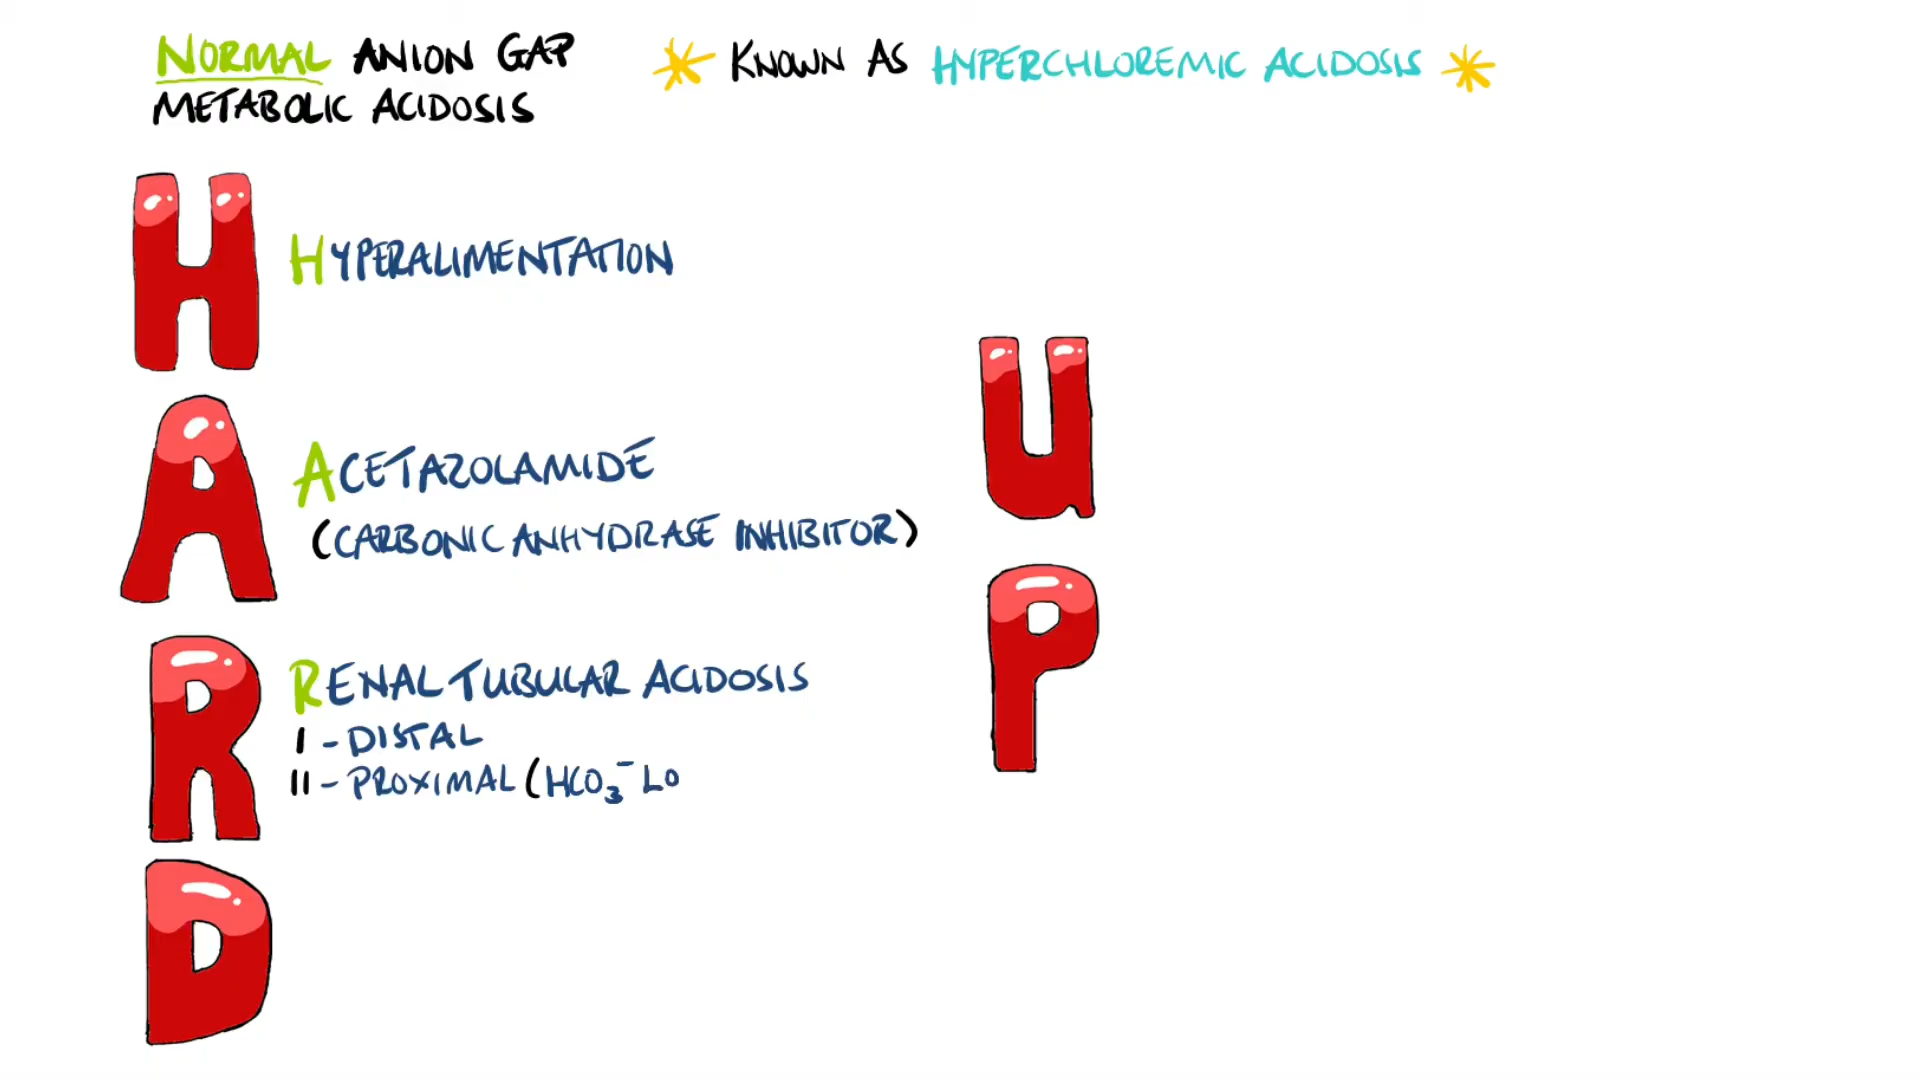 NORMAL ANION GAP
METABOLIC ACIDOSIS
* KNOWN AS HYPERCHLOREMIC ACIDOSIS *
H
HYPERALIMENTATION
A
ACETAZOLAMIDE
(CARBONIC ANHYDRASE INHIBITOR)
R
RENAL TUBULAR ACIDOSIS
I - DISTAL
II - PROXIMAL (HCO₃⁻ LO
D
U
P